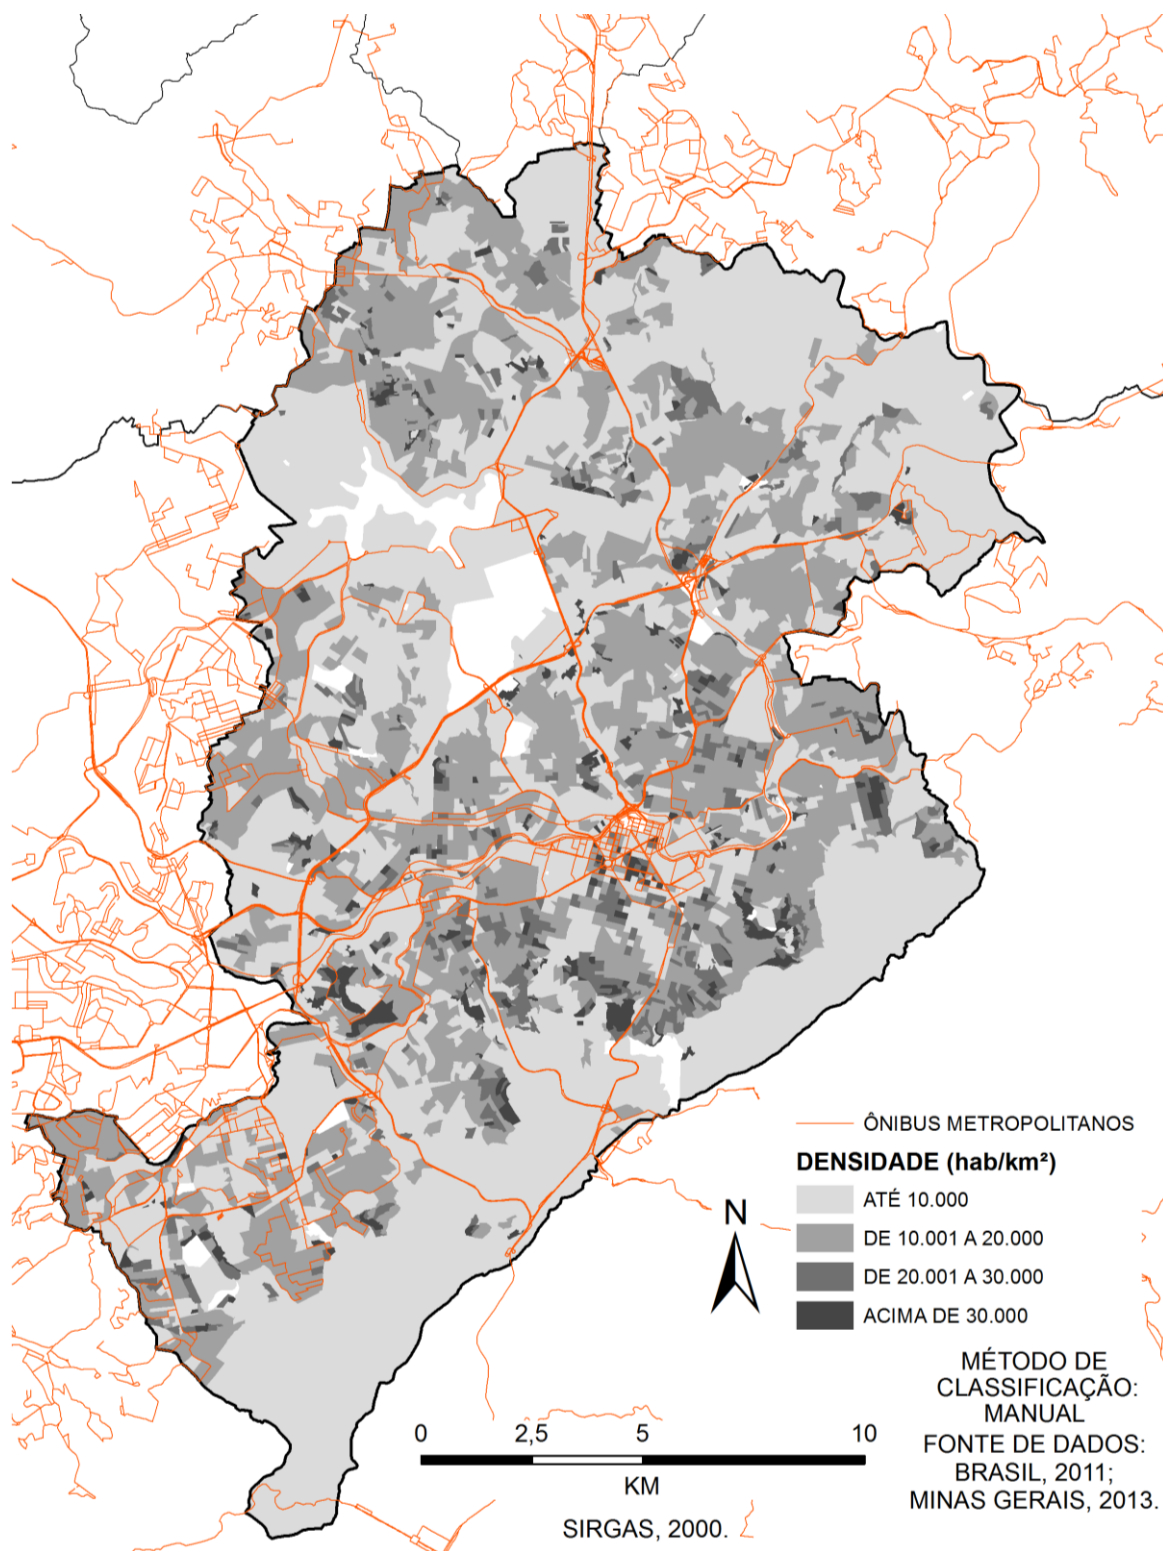 ÔNIBUS METROPOLITANOS
DENSIDADE (hab/km²)
ATÉ 10.000
DE 10.001 A 20.000
DE 20.001 A 30.000
ACIMA DE 30.000
N
MÉTODO DE
CLASSIFICAÇÃO:
MANUAL
FONTE DE DADOS:
BRASIL, 2011;
MINAS GERAIS, 2013.
0 2,5 5 10
KM
SIRGAS, 2000.